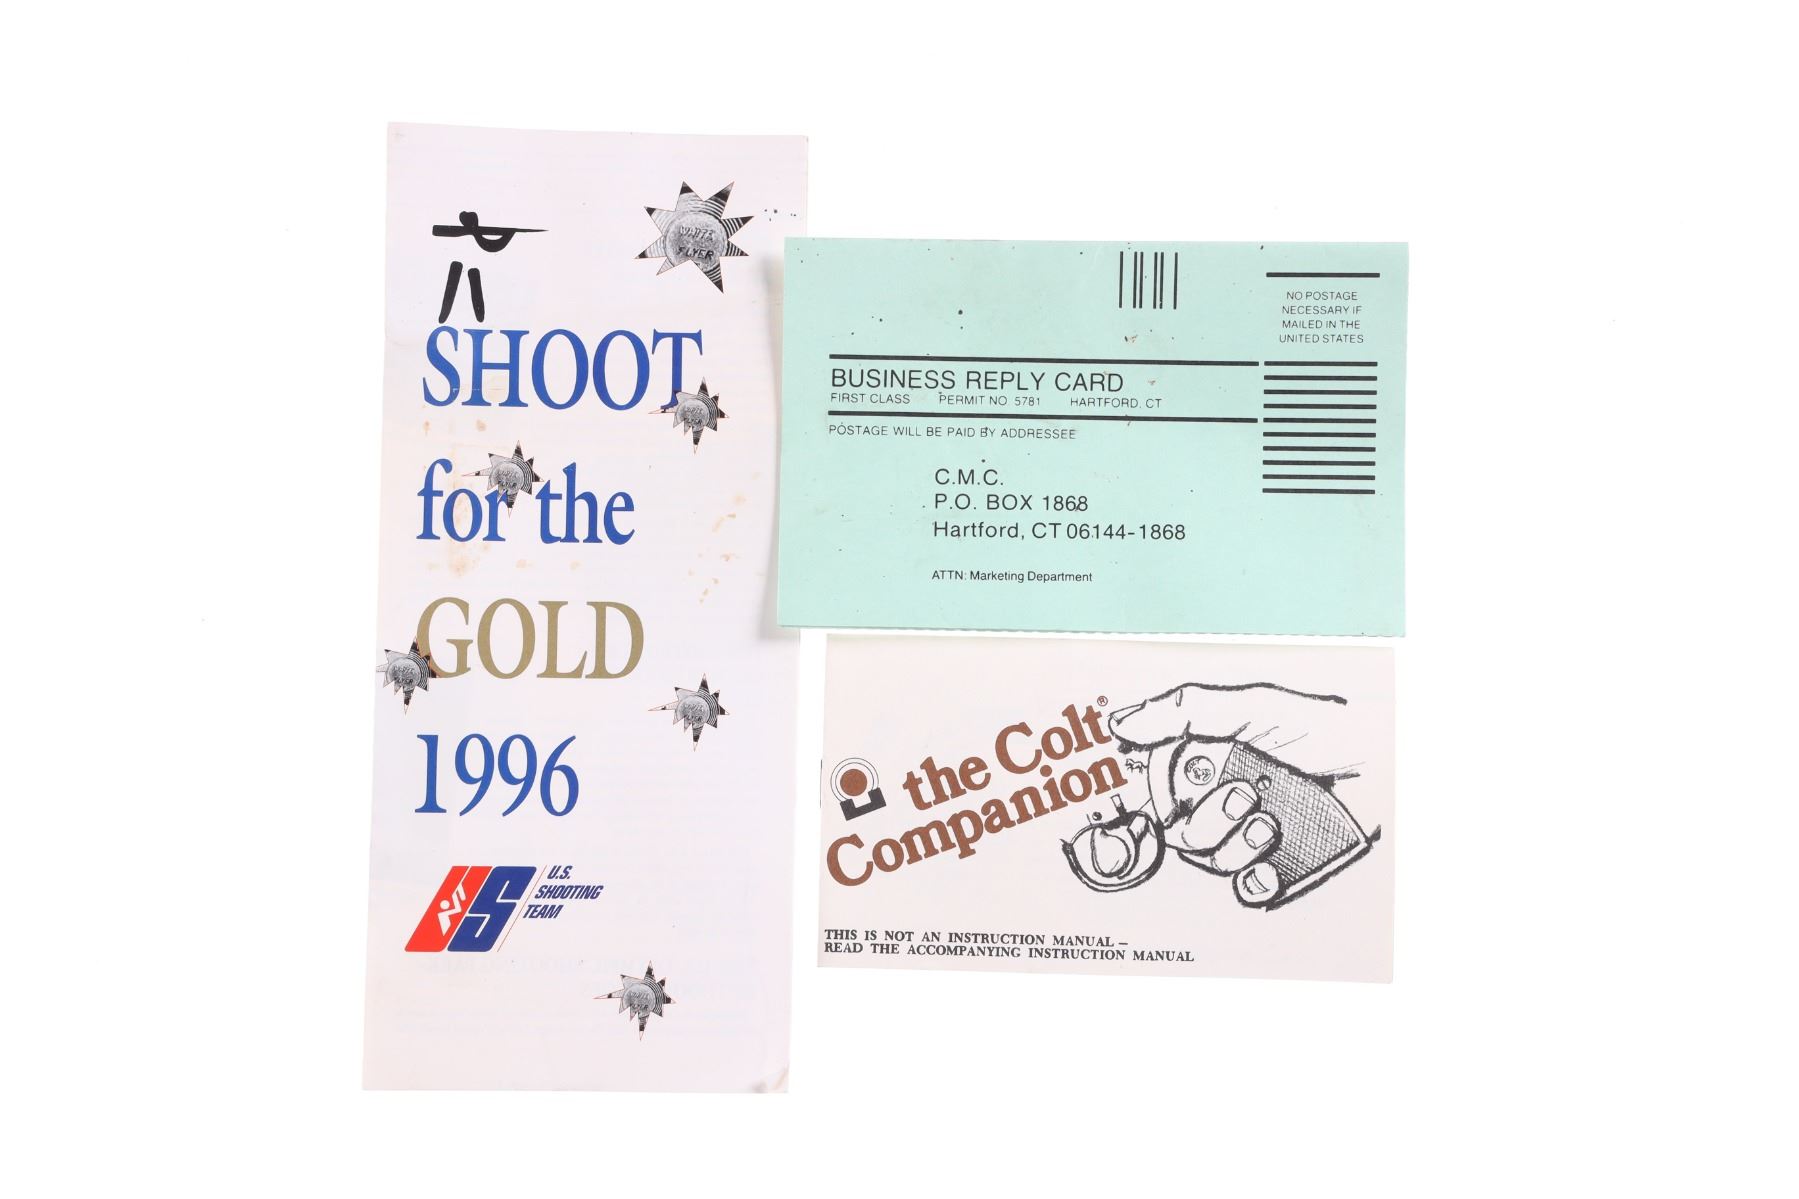 SHOOT
for the
GOLD
1996
U.S.
SHOOTING
TEAM
WHITE
FLYER
NO POSTAGE
NECESSARY IF
MAILED IN THE
UNITED STATES
BUSINESS REPLY CARD
FIRST CLASS PERMIT NO. 5781 HARTFORD, CT
POSTAGE WILL BE PAID BY ADDRESSEE
C.M.C.
P.O. BOX 1868
Hartford, CT 06144-1868
ATTN: Marketing Department
the Colt®
Companion
THIS IS NOT AN INSTRUCTION MANUAL —
READ THE ACCOMPANYING INSTRUCTION MANUAL